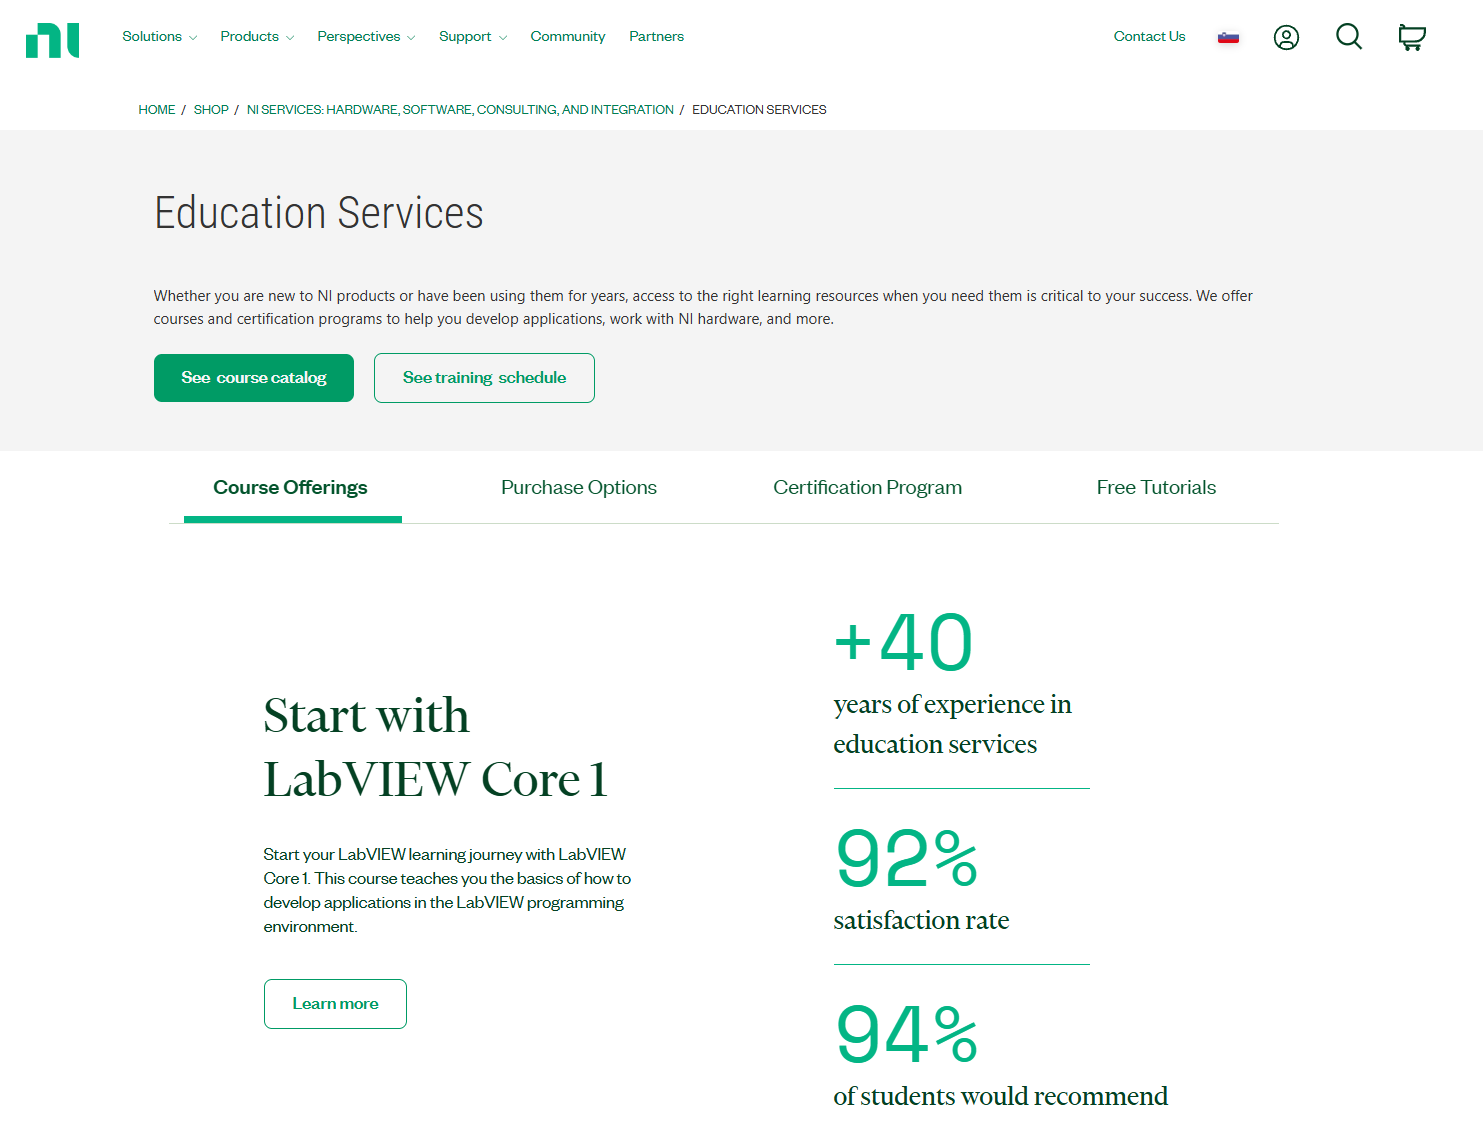 ni
Solutions Products Perspectives Support Community Partners Contact Us
HOME / SHOP / NI SERVICES: HARDWARE, SOFTWARE, CONSULTING, AND INTEGRATION / EDUCATION SERVICES
Education Services
Whether you are new to NI products or have been using them for years, access to the right learning resources when you need them is critical to your success. We offer
courses and certification programs to help you develop applications, work with NI hardware, and more.
See course catalog See training schedule
Course Offerings Purchase Options Certification Program Free Tutorials
Start with
LabVIEW Core 1
Start your LabVIEW learning journey with LabVIEW
Core 1. This course teaches you the basics of how to
develop applications in the LabVIEW programming
environment.
Learn more
+40
years of experience in
education services
92%
satisfaction rate
94%
of students would recommend